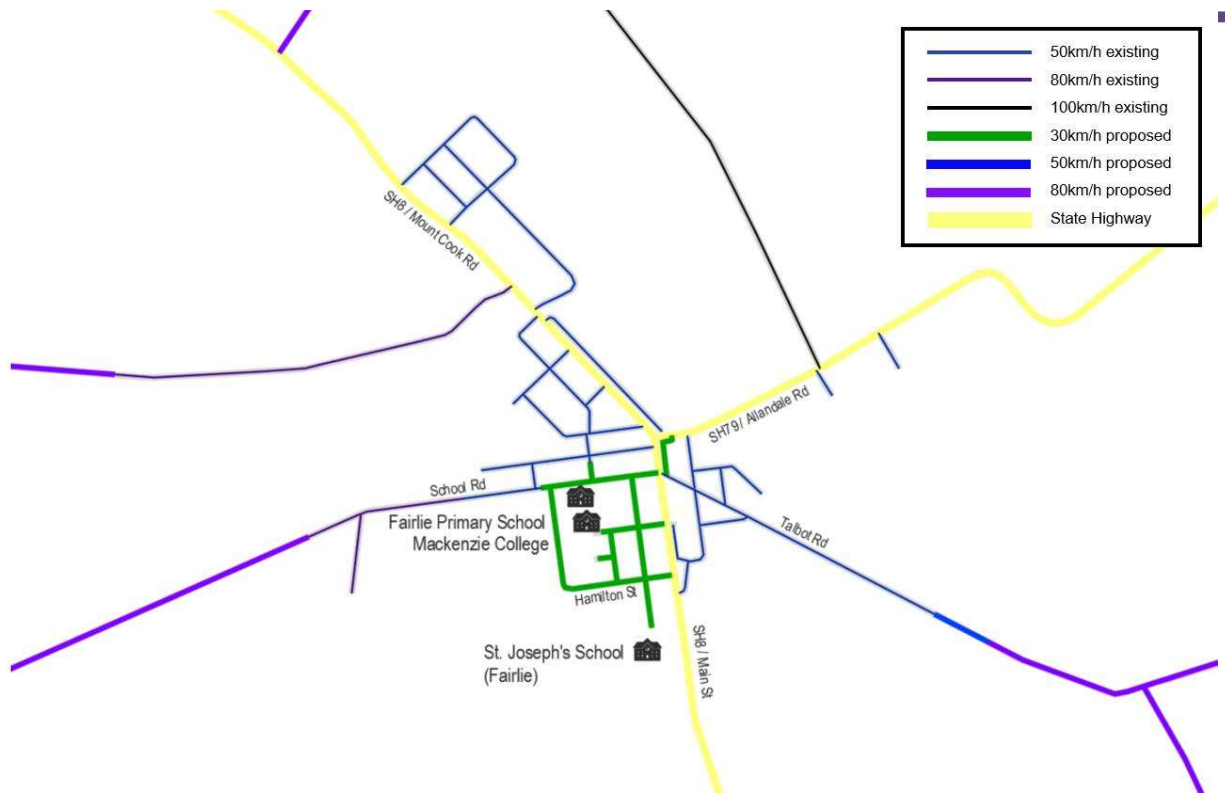 50km/h existing
80km/h existing
100km/h existing
30km/h proposed
50km/h proposed
80km/h proposed
State Highway
SH8 / Mount Cook Rd
SH79 / Allandale Rd
School Rd
Fairlie Primary School
Mackenzie College
Talbot Rd
Hamilton St
St. Joseph's School
(Fairlie)
SH8 / Main St